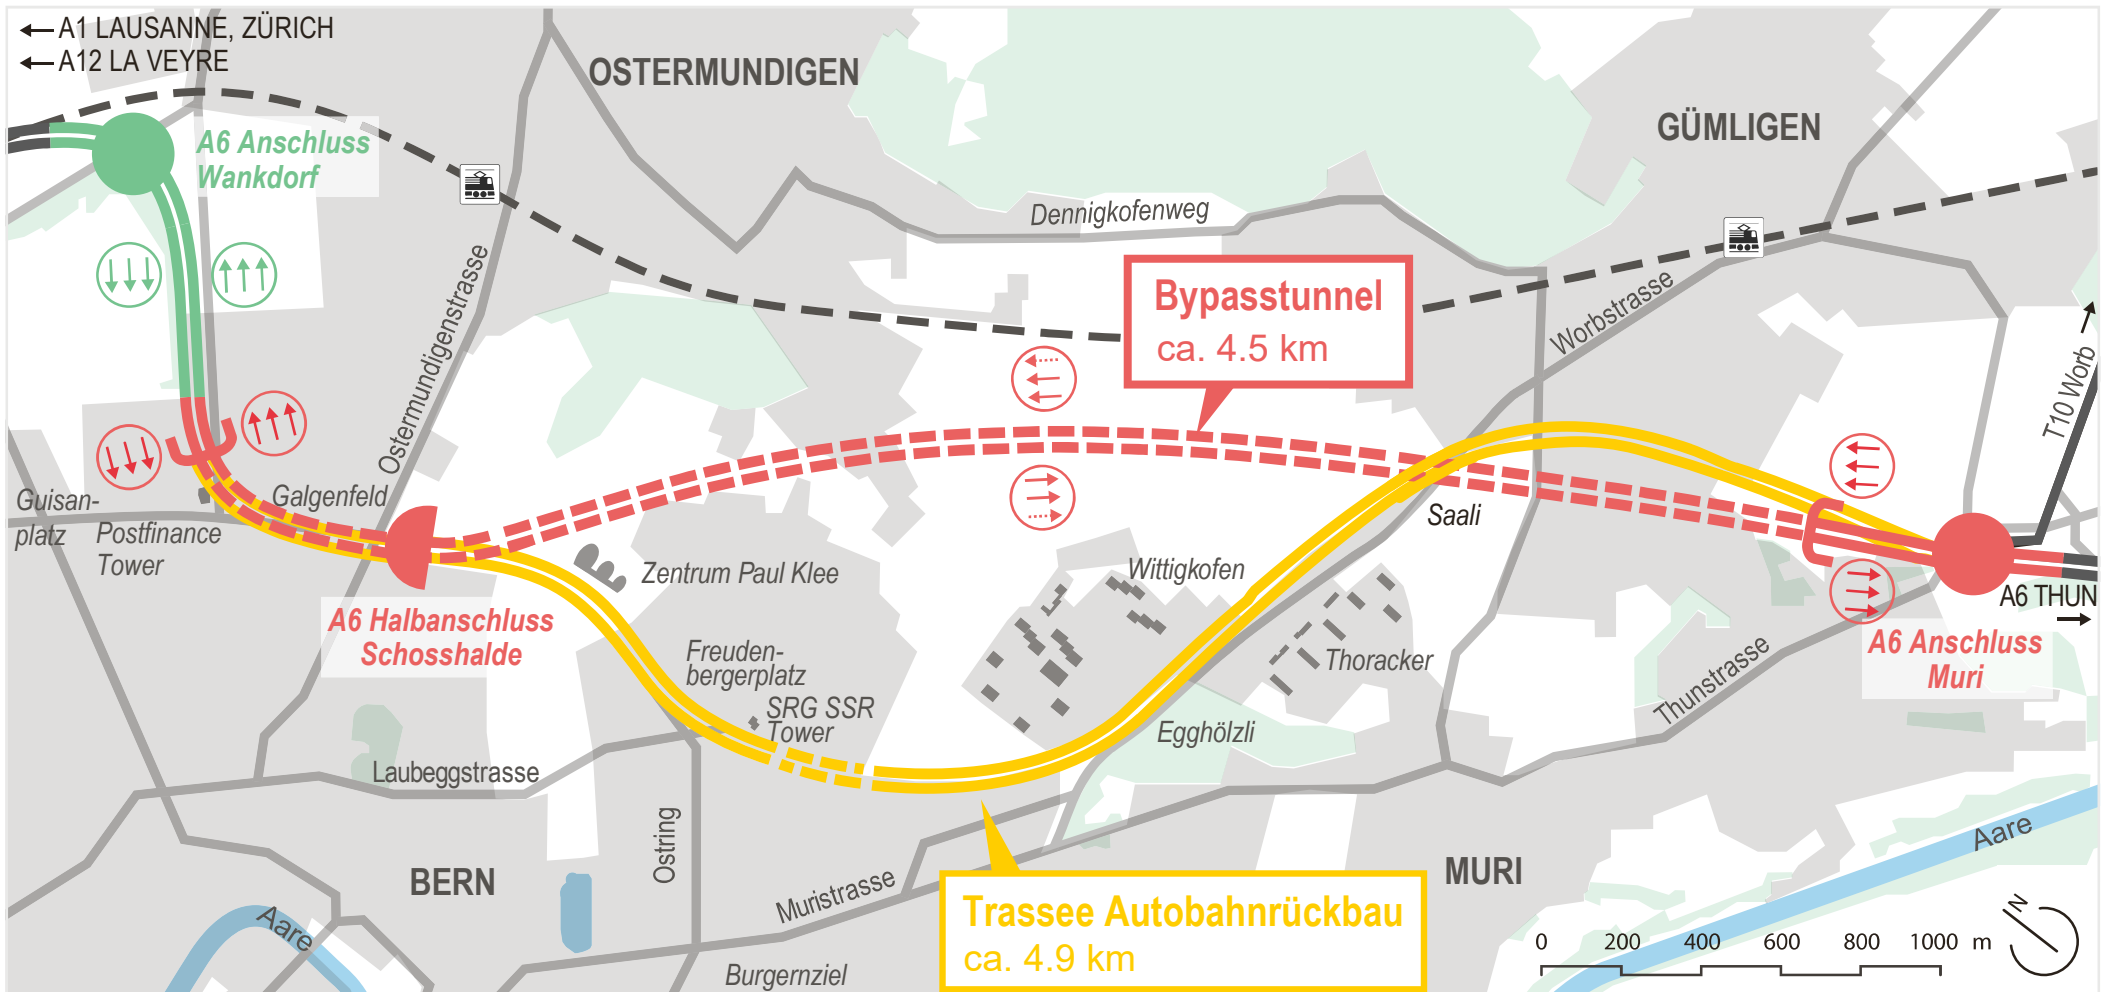 A1 LAUSANNE, ZÜRICH
A12 LA VEYRE
OSTERMUNDIGEN
GÜMLIGEN
A6 Anschluss
Wankdorf
Dennigkofenweg
Ostermundigenstrasse
Bypasstunnel
ca. 4.5 km
Worbstrasse
T10 Worb
Guisan-
platz
Postfinance
Tower
Galgenfeld
Saali
Zentrum Paul Klee
Wittigkofen
A6 THUN
A6 Halbanschluss
Schosshalde
A6 Anschluss
Muri
Freuden-
bergerplatz
Thoracker
Thunstrasse
SRG SSR
Tower
Egghölzli
Laubeggstrasse
Ostring
BERN
Muristrasse
MURI
Aare
Aare
Trassee Autobahnrückbau
ca. 4.9 km
Burgernziel
0 200 400 600 800 1000 m
N